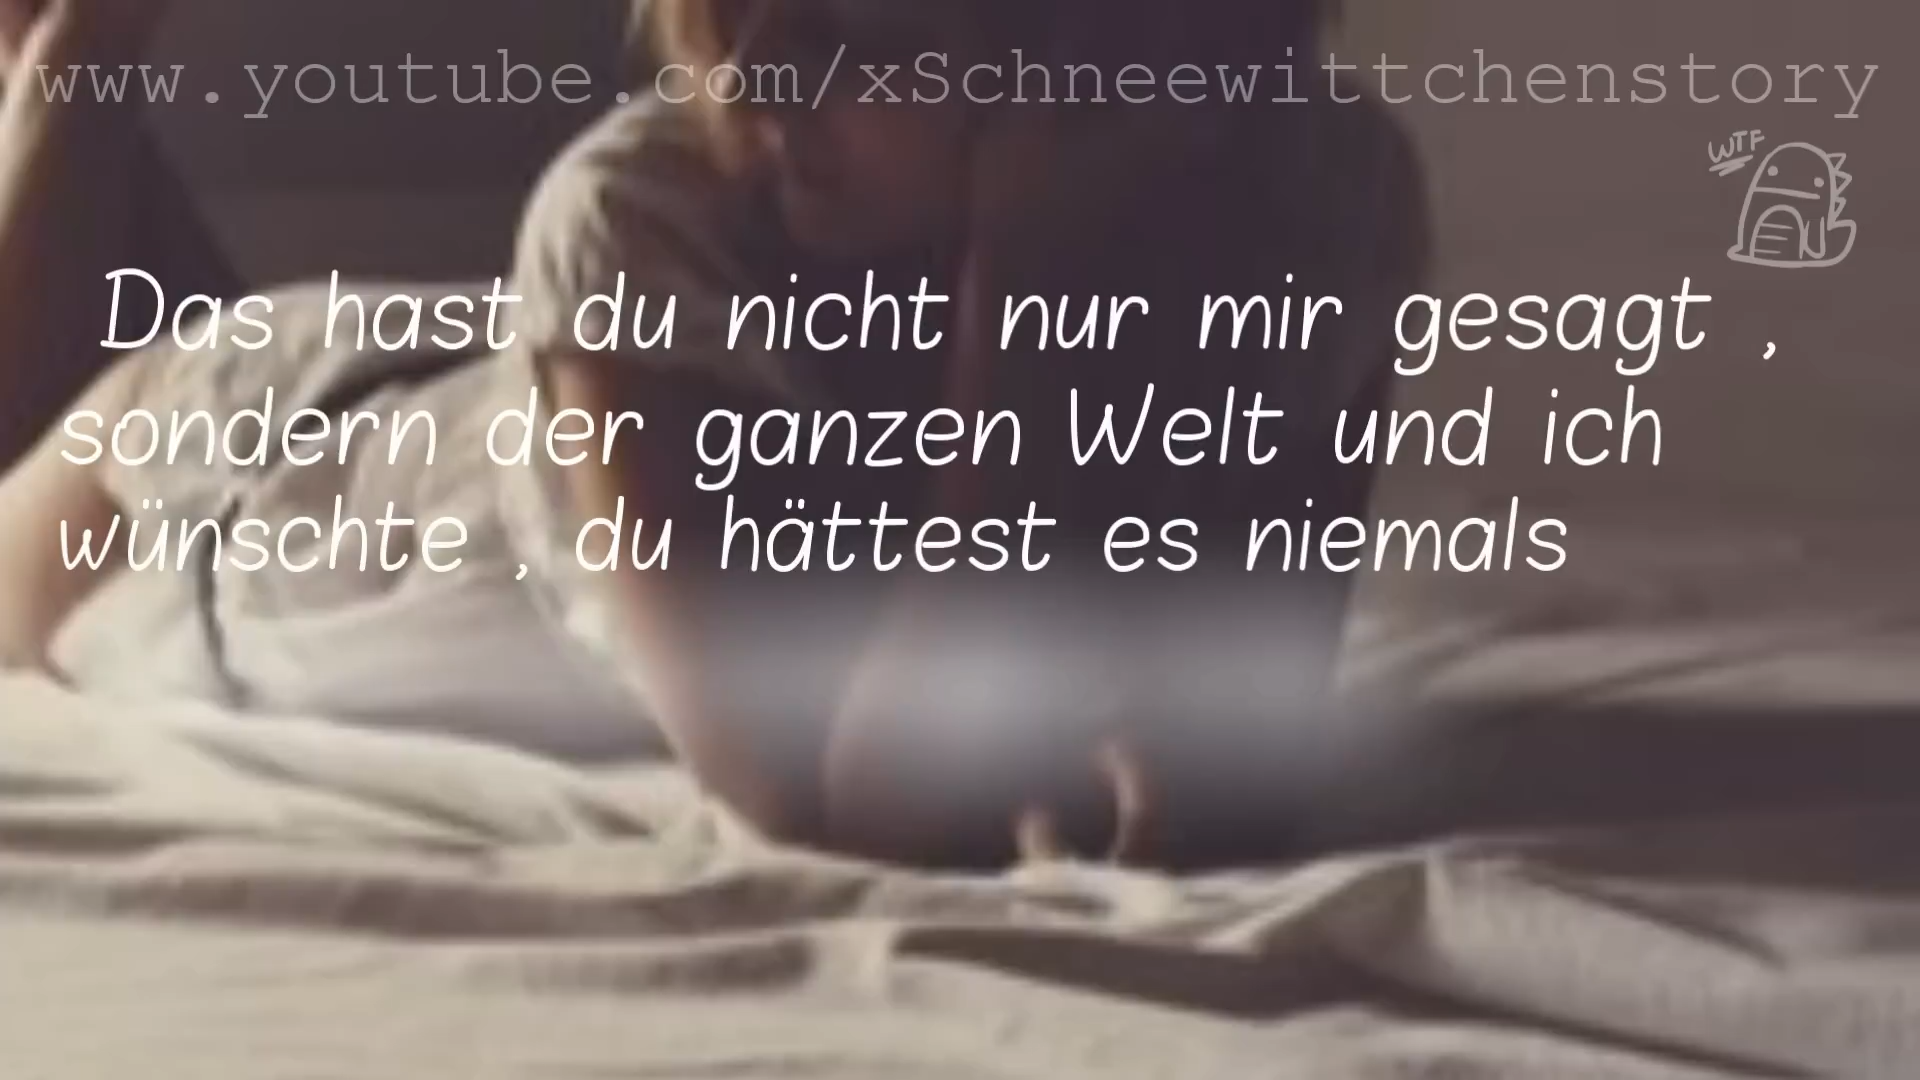 www.youtube.com/xSchneewittchenstory
WTF
Das hast du nicht nur mir gesagt ,
sondern der ganzen Welt und ich
wünschte , du hättest es niemals